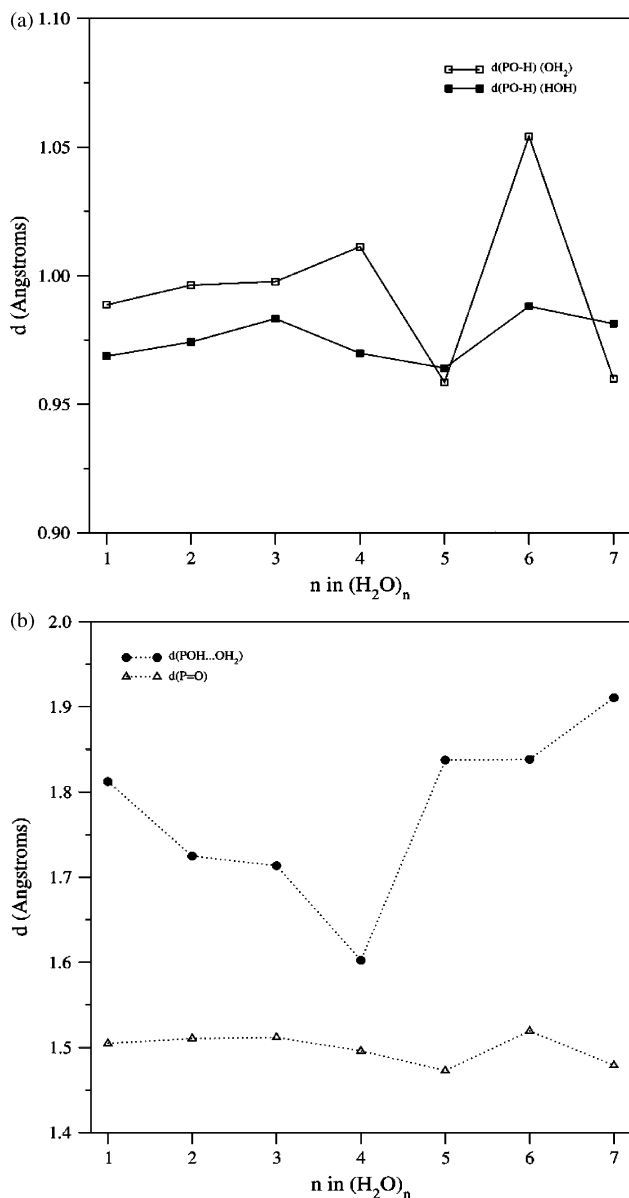 (a)
1.10
d(PO-H) (OH₂)
d(PO-H) (HOH)
1.05
d (Angstroms)
1.00
0.95
0.90
1 2 3 4 5 6 7
n in (H₂O)ₙ
(b)
2.0
d(POH...OH₂)
d(P=O)
1.9
1.8
d (Angstroms)
1.7
1.6
1.5
1.4
1 2 3 4 5 6 7
n in (H₂O)ₙ